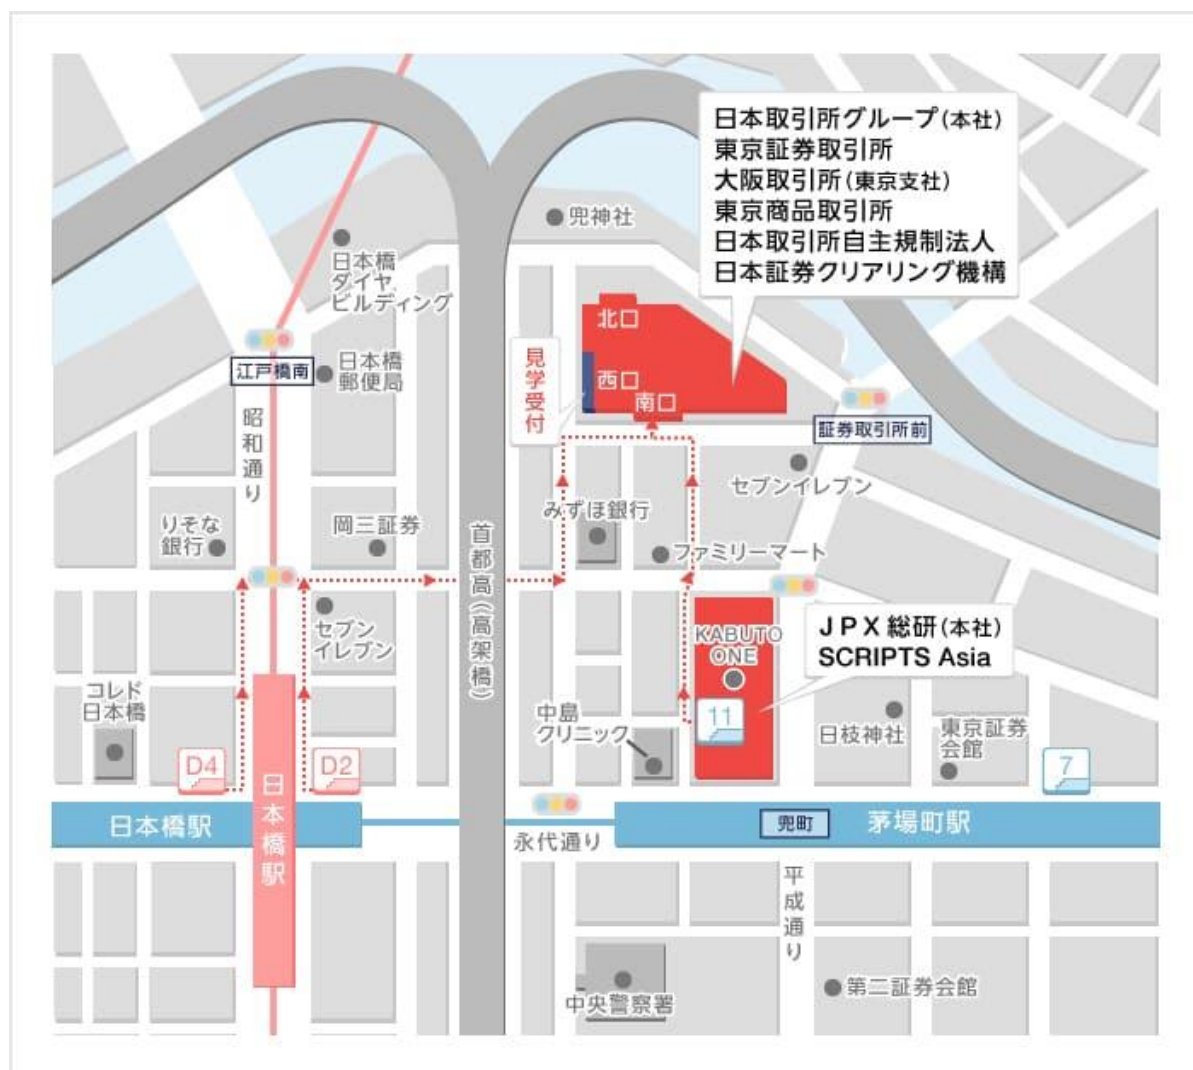 日本取引所グループ(本社)
東京証券取引所
大阪取引所(東京支社)
東京商品取引所
日本取引所自主規制法人
日本証券クリアリング機構
兜神社
日本橋
ダイヤ
ビルディング
北口
見学受付
西口
南口
江戸橋南
日本橋
郵便局
証券取引所前
昭和通り
セブンイレブン
りそな
銀行
岡三証券
首都高(高架橋)
みずほ銀行
ファミリーマート
セブン
イレブン
KABUTO
ONE
JPX総研(本社)
SCRIPTS Asia
コレド
日本橋
中島
クリニック
11
日枝神社
東京証券
会館
D4
D2
7
日本橋駅
日本橋駅
永代通り
兜町
茅場町駅
平成通り
中央警察署
第二証券会館